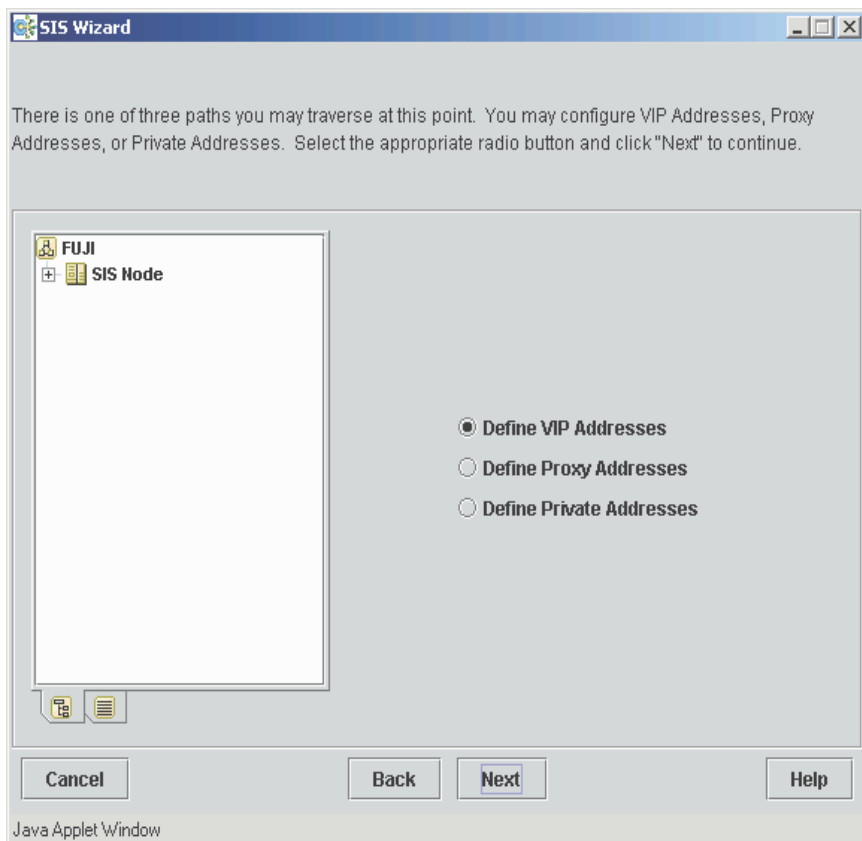 SIS Wizard
There is one of three paths you may traverse at this point. You may configure VIP Addresses, Proxy
Addresses, or Private Addresses. Select the appropriate radio button and click "Next" to continue.
FUJI
SIS Node
Define VIP Addresses
Define Proxy Addresses
Define Private Addresses
Cancel
Back
Next
Help
Java Applet Window